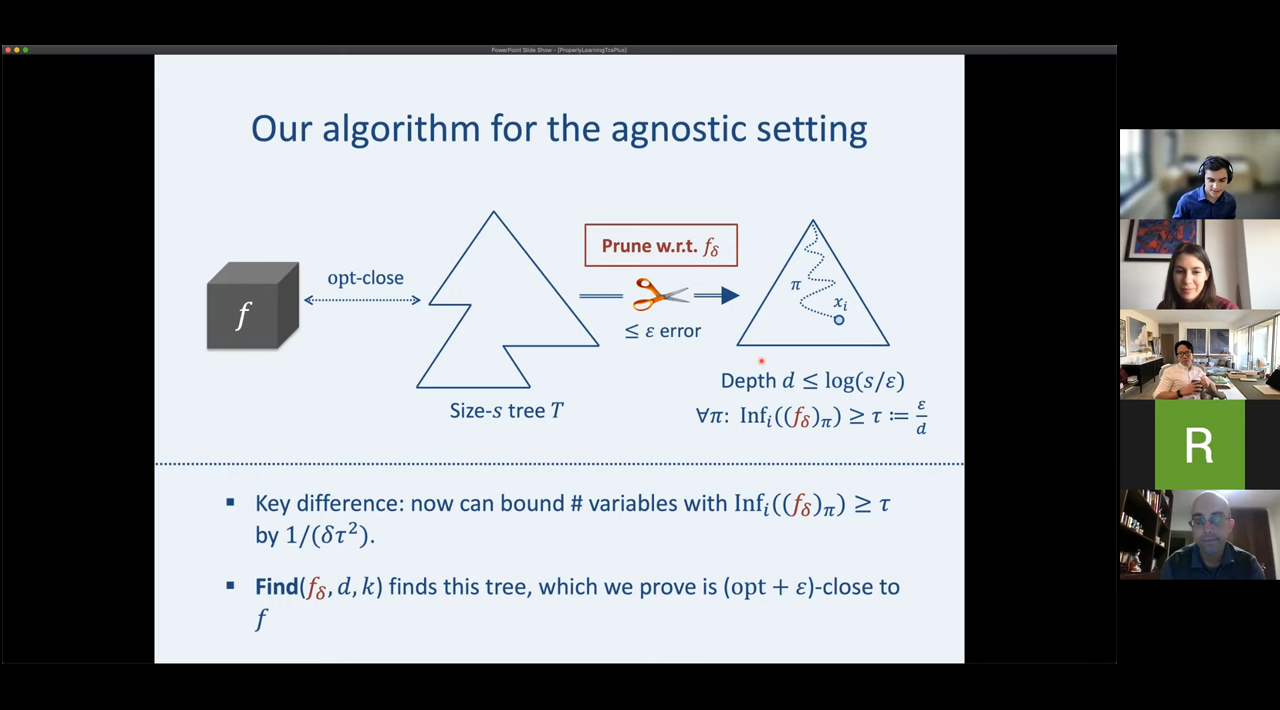 PowerPoint Slide Show - [ProperlyLearningTcsPlus]
Our algorithm for the agnostic setting
f
opt-close
Size-s tree T
Prune w.r.t. f_δ
≤ ε error
π
x_i
Depth d ≤ log(s/ε)
∀π: Inf_i((f_δ)_π) ≥ τ := ε/d
▪ Key difference: now can bound # variables with Inf_i((f_δ)_π) ≥ τ
by 1/(δτ²).
▪ Find(f_δ, d, k) finds this tree, which we prove is (opt + ε)-close to
f
R